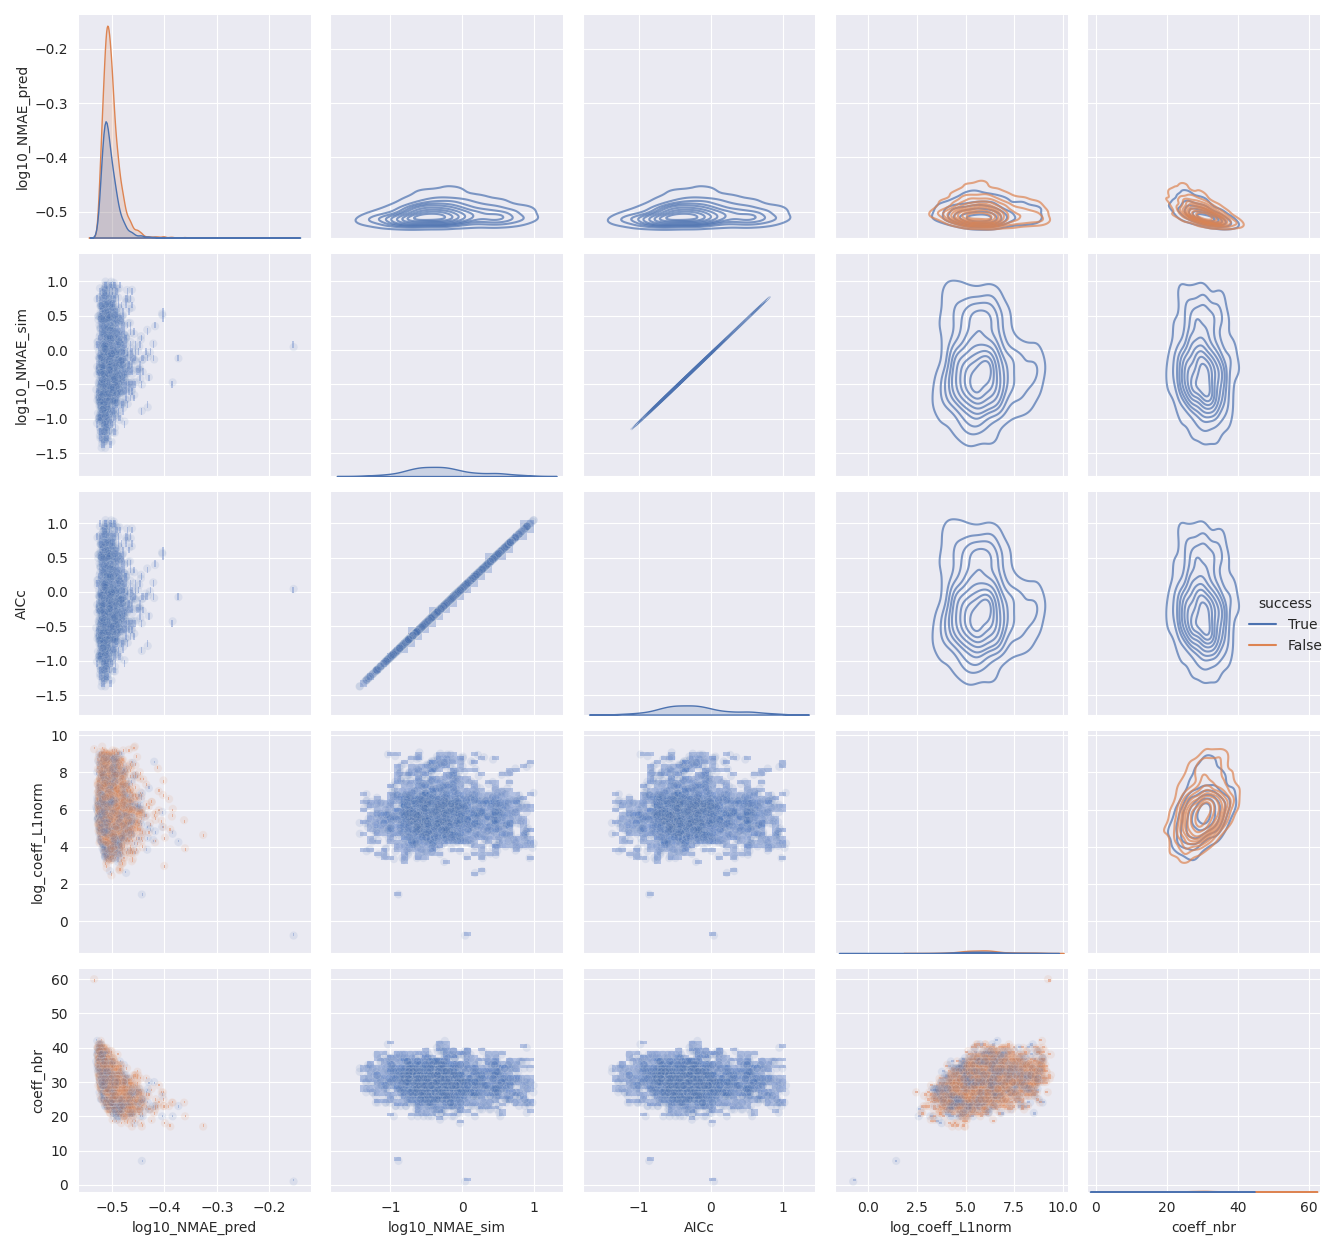 log10_NMAE_pred
−0.2
−0.3
−0.4
−0.5
log10_NMAE_sim
1.0
0.5
0.0
−0.5
−1.0
−1.5
AICc
1.0
0.5
0.0
−0.5
−1.0
−1.5
success
True
False
log_coeff_L1norm
10
8
6
4
2
0
coeff_nbr
60
50
40
30
20
10
0
−0.5 −0.4 −0.3 −0.2
log10_NMAE_pred
−1 0 1
log10_NMAE_sim
−1 0 1
AICc
0.0 2.5 5.0 7.5 10.0
log_coeff_L1norm
0 20 40 60
coeff_nbr